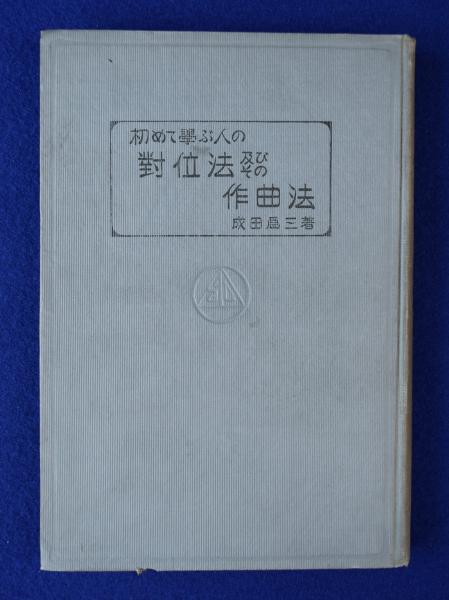 初めて學ぶ人の
對位法及びその
作曲法
成田爲三著